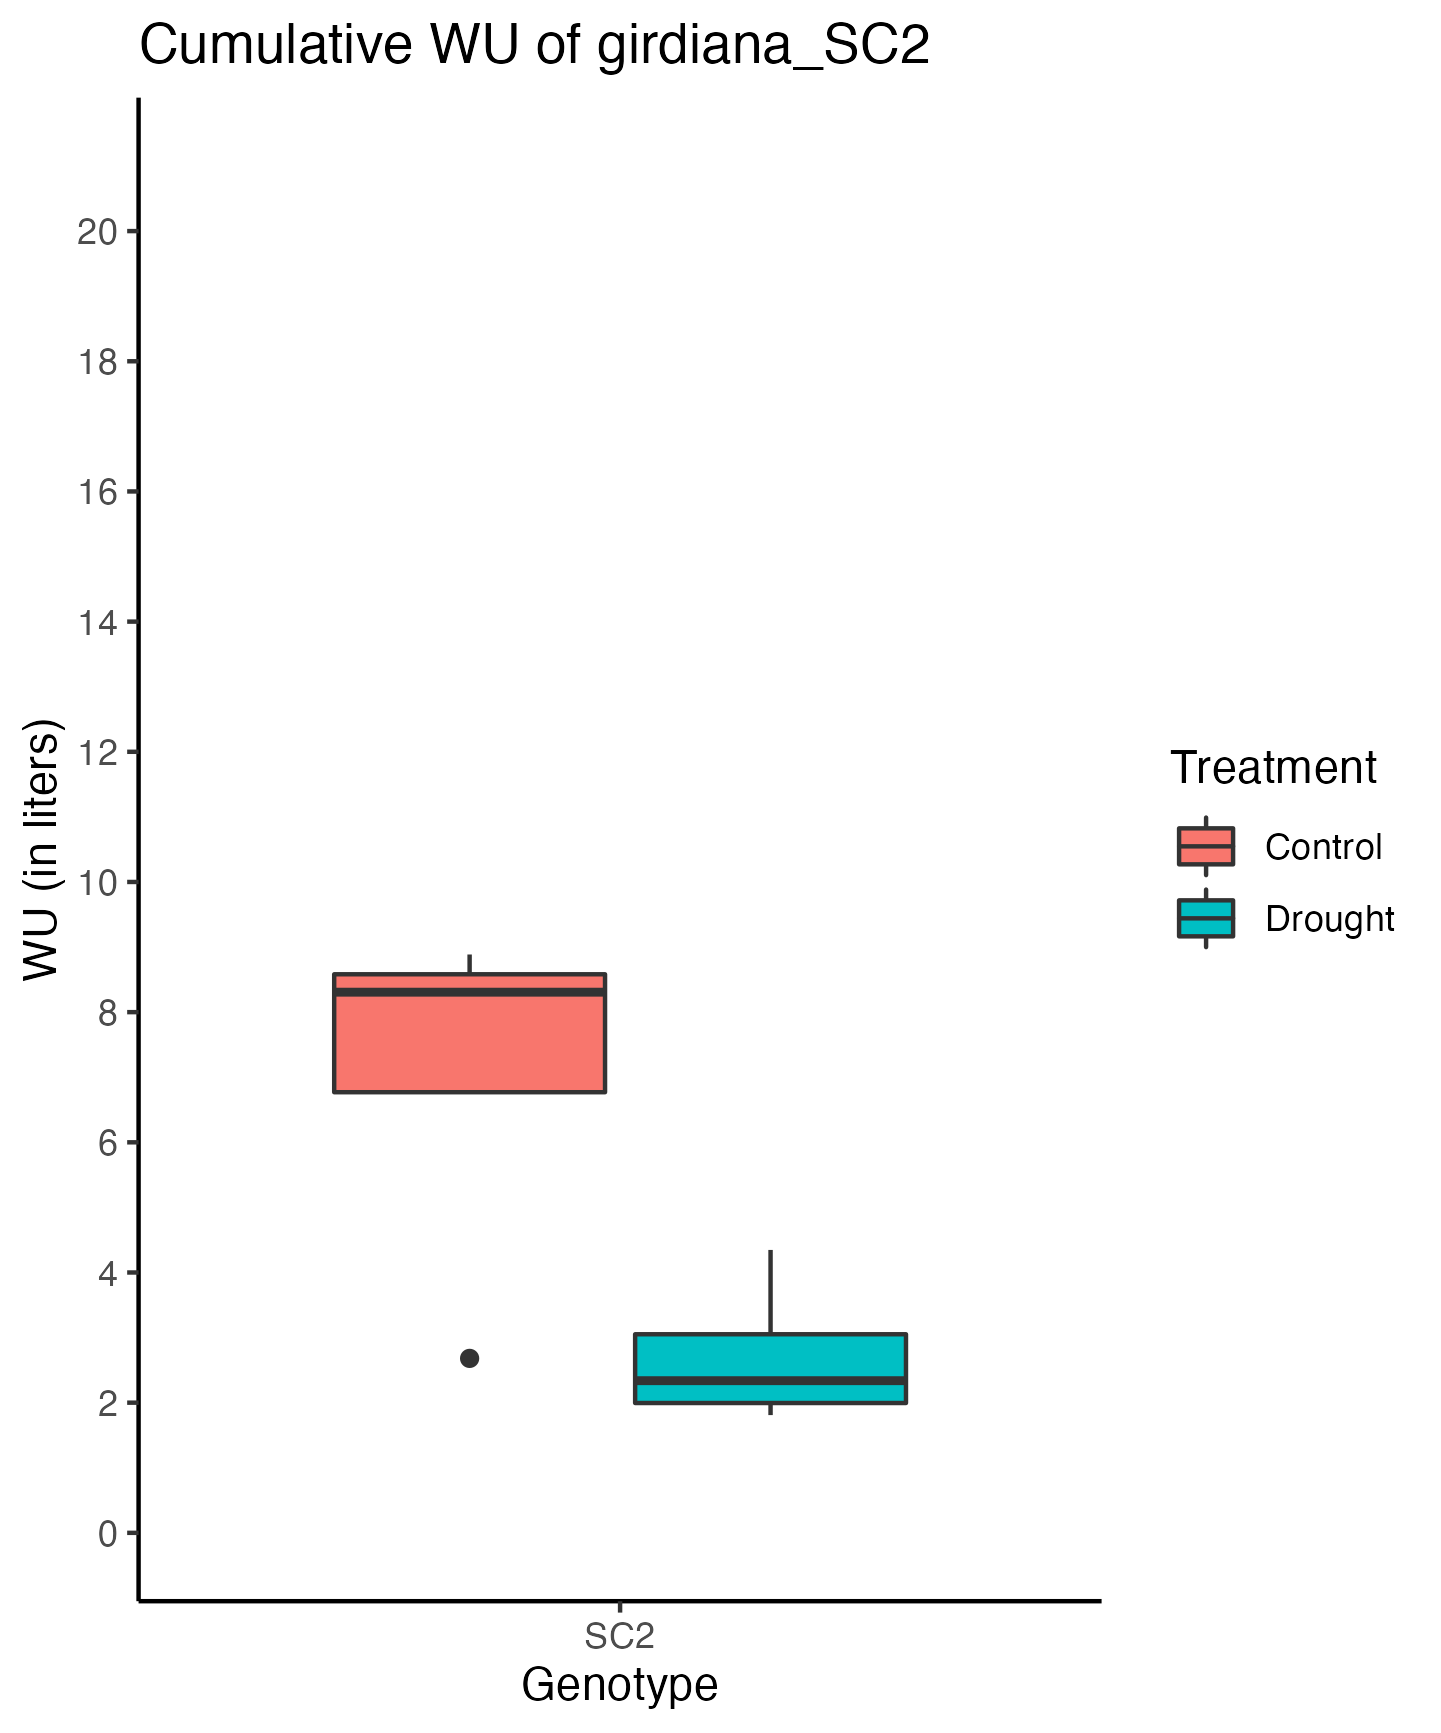 Cumulative WU of girdiana_SC2
20
18
16
14
12
10
8
6
4
2
0
WU (in liters)
SC2
Genotype
Treatment
Control
Drought